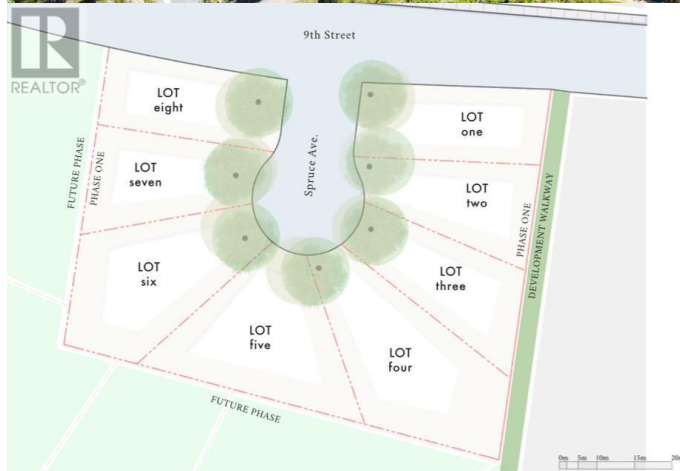 R
REALTOR®
9th Street
Spruce Ave.
LOT
eight
LOT
one
LOT
seven
LOT
two
LOT
six
LOT
three
LOT
five
LOT
four
FUTURE PHASE
PHASE ONE
PHASE ONE
DEVELOPMENT WALKWAY
FUTURE PHASE
0m 5m 10m 15m 20m